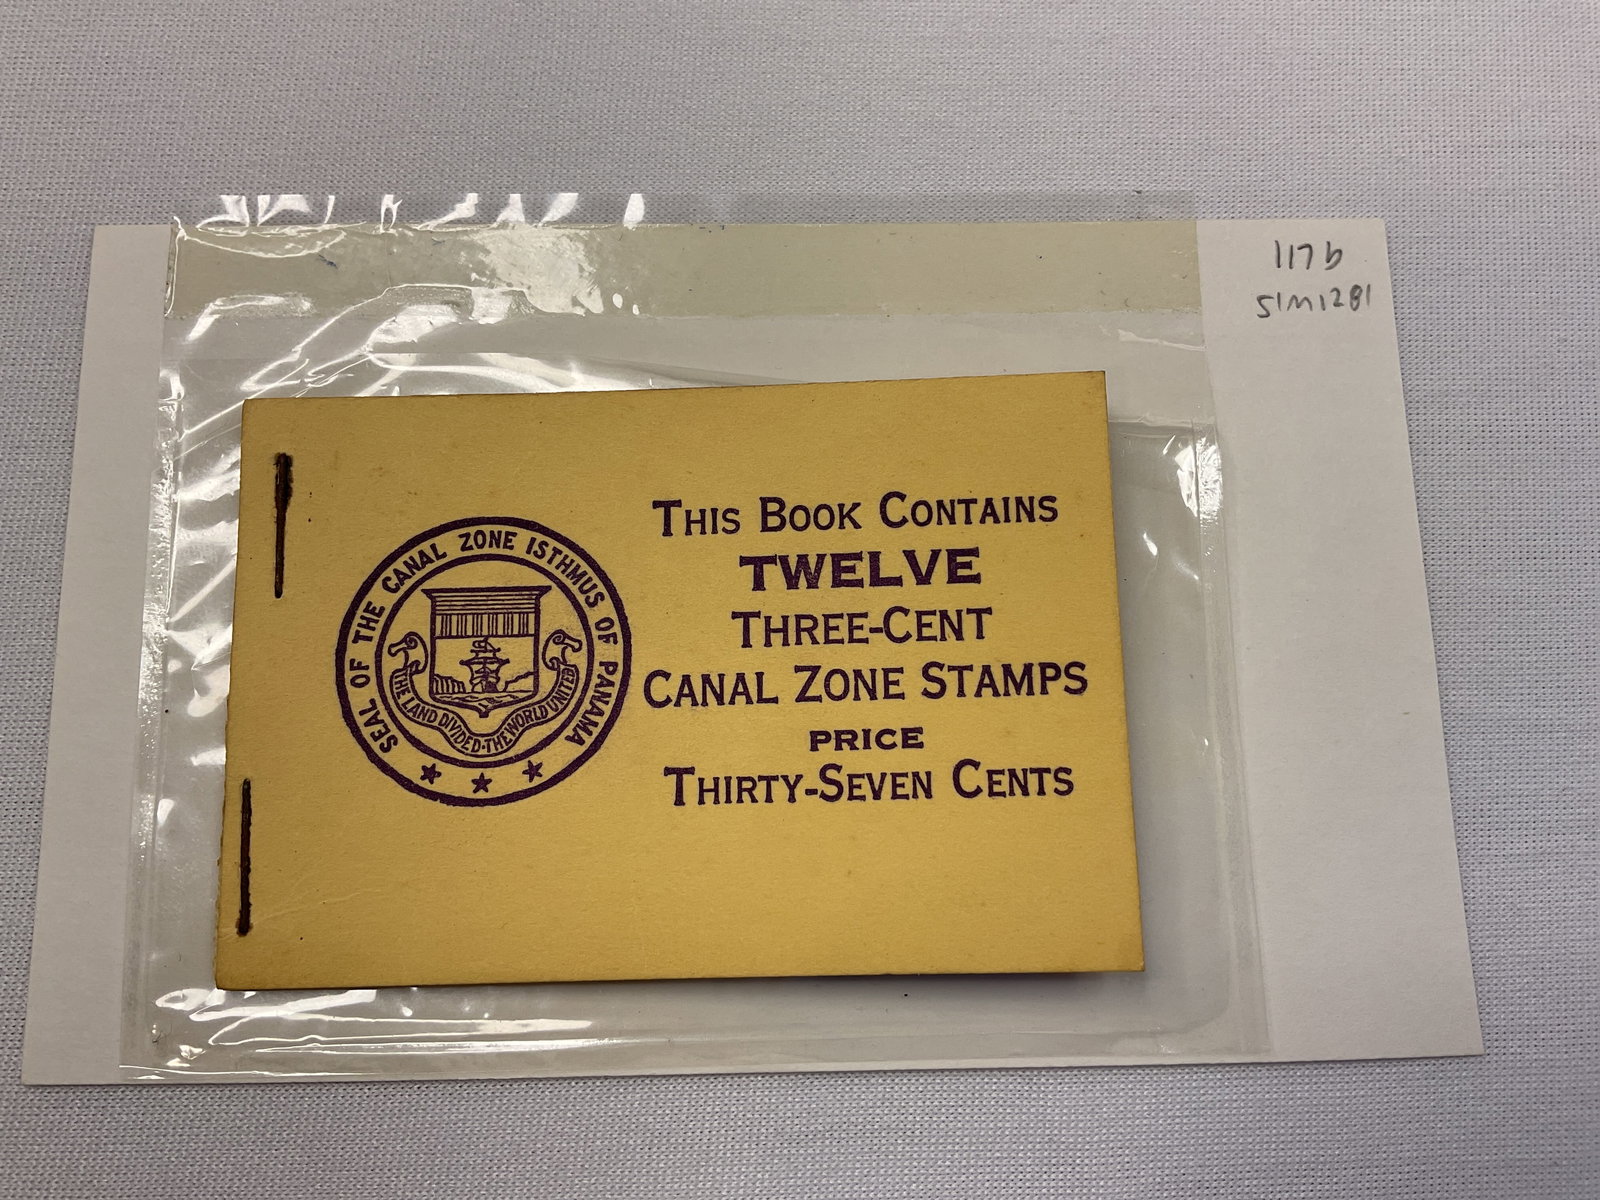 117b
SIM1281
THIS BOOK CONTAINS
TWELVE
THREE-CENT
CANAL ZONE STAMPS
PRICE
THIRTY-SEVEN CENTS
SEAL OF THE CANAL ZONE ISTHMUS OF PANAMA
THE LAND DIVIDED·THE WORLD UNITED